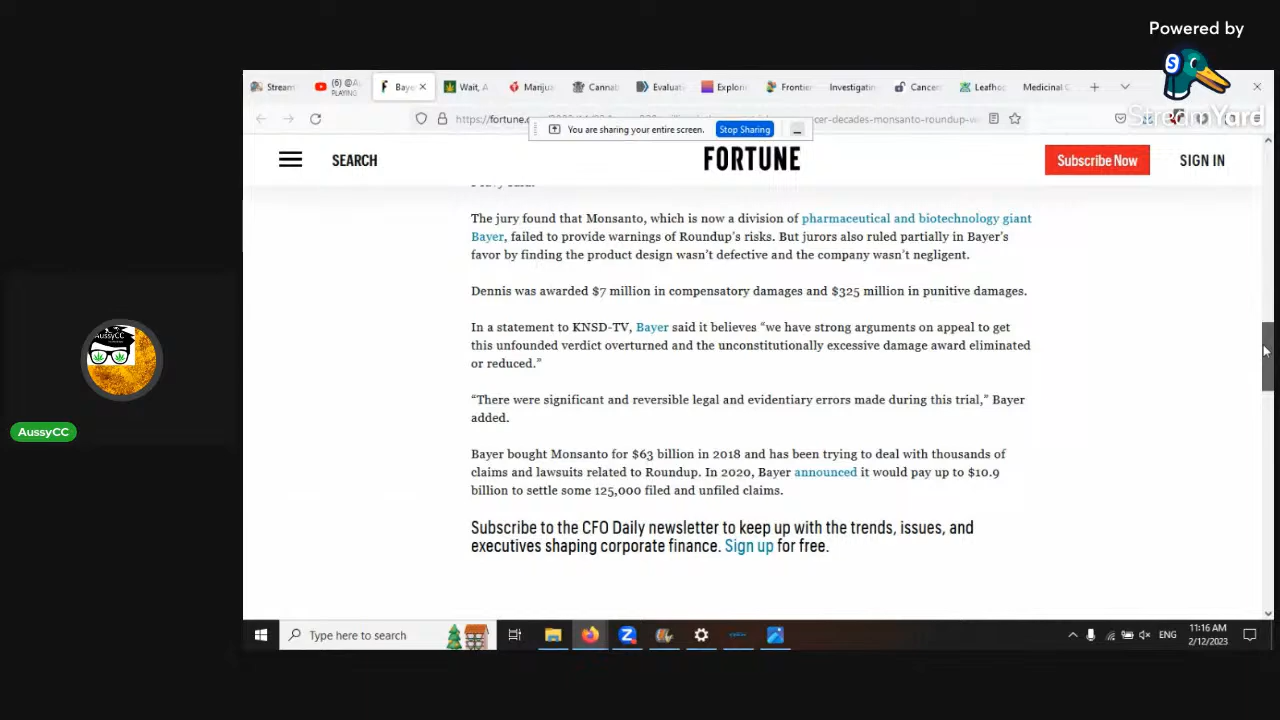 Powered by
StreamYard
Stream
(6) @A
PLAYING
Baye
Wait, A
Mariju
Cannab
Evaluati
Explori
Frontie
Investigatin
Cancer
Leafho
Medicinal C
https://fortune.c
cer-decades-monsanto-roundup-w
You are sharing your entire screen.
Stop Sharing
SEARCH
FORTUNE
Subscribe Now
SIGN IN
The jury found that Monsanto, which is now a division of pharmaceutical and biotechnology giant
Bayer, failed to provide warnings of Roundup's risks. But jurors also ruled partially in Bayer's
favor by finding the product design wasn't defective and the company wasn't negligent.
Dennis was awarded $7 million in compensatory damages and $325 million in punitive damages.
In a statement to KNSD-TV, Bayer said it believes “we have strong arguments on appeal to get
this unfounded verdict overturned and the unconstitutionally excessive damage award eliminated
or reduced.”
“There were significant and reversible legal and evidentiary errors made during this trial,” Bayer
added.
Bayer bought Monsanto for $63 billion in 2018 and has been trying to deal with thousands of
claims and lawsuits related to Roundup. In 2020, Bayer announced it would pay up to $10.9
billion to settle some 125,000 filed and unfiled claims.
Subscribe to the CFO Daily newsletter to keep up with the trends, issues, and
executives shaping corporate finance. Sign up for free.
AussyCC
AussyCC
Type here to search
ENG
11:16 AM
2/12/2023